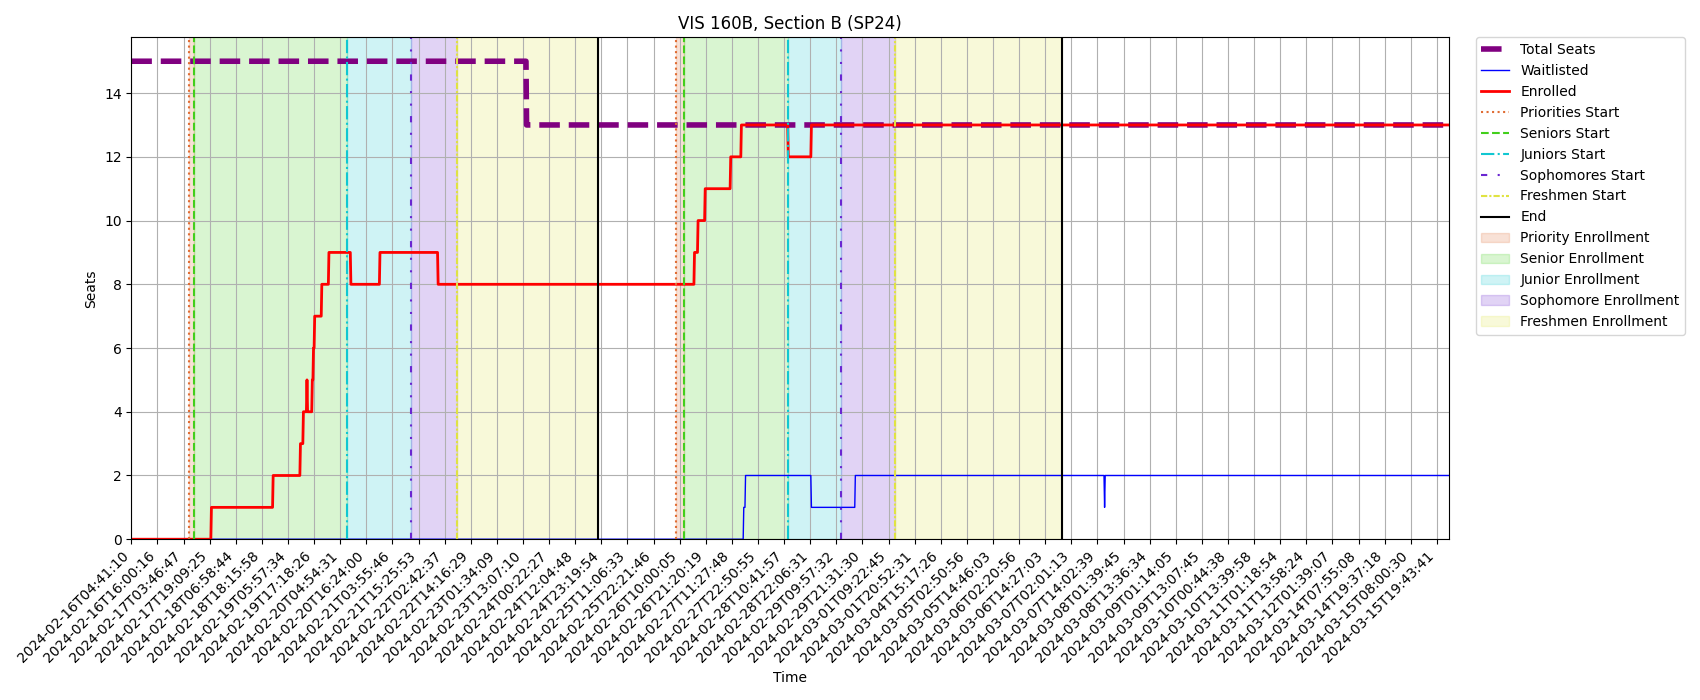 VIS 160B, Section B (SP24)
Total Seats
Waitlisted
Enrolled
Priorities Start
Seniors Start
Juniors Start
Sophomores Start
Freshmen Start
End
Priority Enrollment
Senior Enrollment
Junior Enrollment
Sophomore Enrollment
Freshmen Enrollment
Seats
14
12
10
8
6
4
2
0
2024-02-16T04:41:10
2024-02-16T16:00:16
2024-02-17T03:46:47
2024-02-17T19:09:25
2024-02-18T06:58:44
2024-02-18T18:15:58
2024-02-19T05:57:34
2024-02-19T17:18:26
2024-02-20T04:54:31
2024-02-20T16:24:00
2024-02-21T03:55:46
2024-02-21T15:25:53
2024-02-22T02:42:37
2024-02-22T14:16:29
2024-02-23T01:34:09
2024-02-23T13:07:10
2024-02-24T00:22:27
2024-02-24T12:04:48
2024-02-24T23:19:54
2024-02-25T11:06:33
2024-02-25T22:21:46
2024-02-26T10:00:05
2024-02-26T21:20:19
2024-02-27T11:27:48
2024-02-27T22:50:55
2024-02-28T10:41:57
2024-02-28T22:06:31
2024-02-29T09:57:32
2024-02-29T21:31:30
2024-03-01T09:22:45
2024-03-01T20:52:31
2024-03-04T15:17:26
2024-03-05T02:50:56
2024-03-05T14:46:03
2024-03-06T02:20:56
2024-03-06T14:27:03
2024-03-07T02:01:13
2024-03-07T14:02:39
2024-03-08T01:39:45
2024-03-08T13:36:34
2024-03-09T01:14:05
2024-03-09T13:07:45
2024-03-10T00:44:38
2024-03-10T13:39:58
2024-03-11T01:18:54
2024-03-11T13:58:24
2024-03-12T01:39:07
2024-03-14T07:55:08
2024-03-14T19:37:18
2024-03-15T08:00:30
2024-03-15T19:43:41
Time